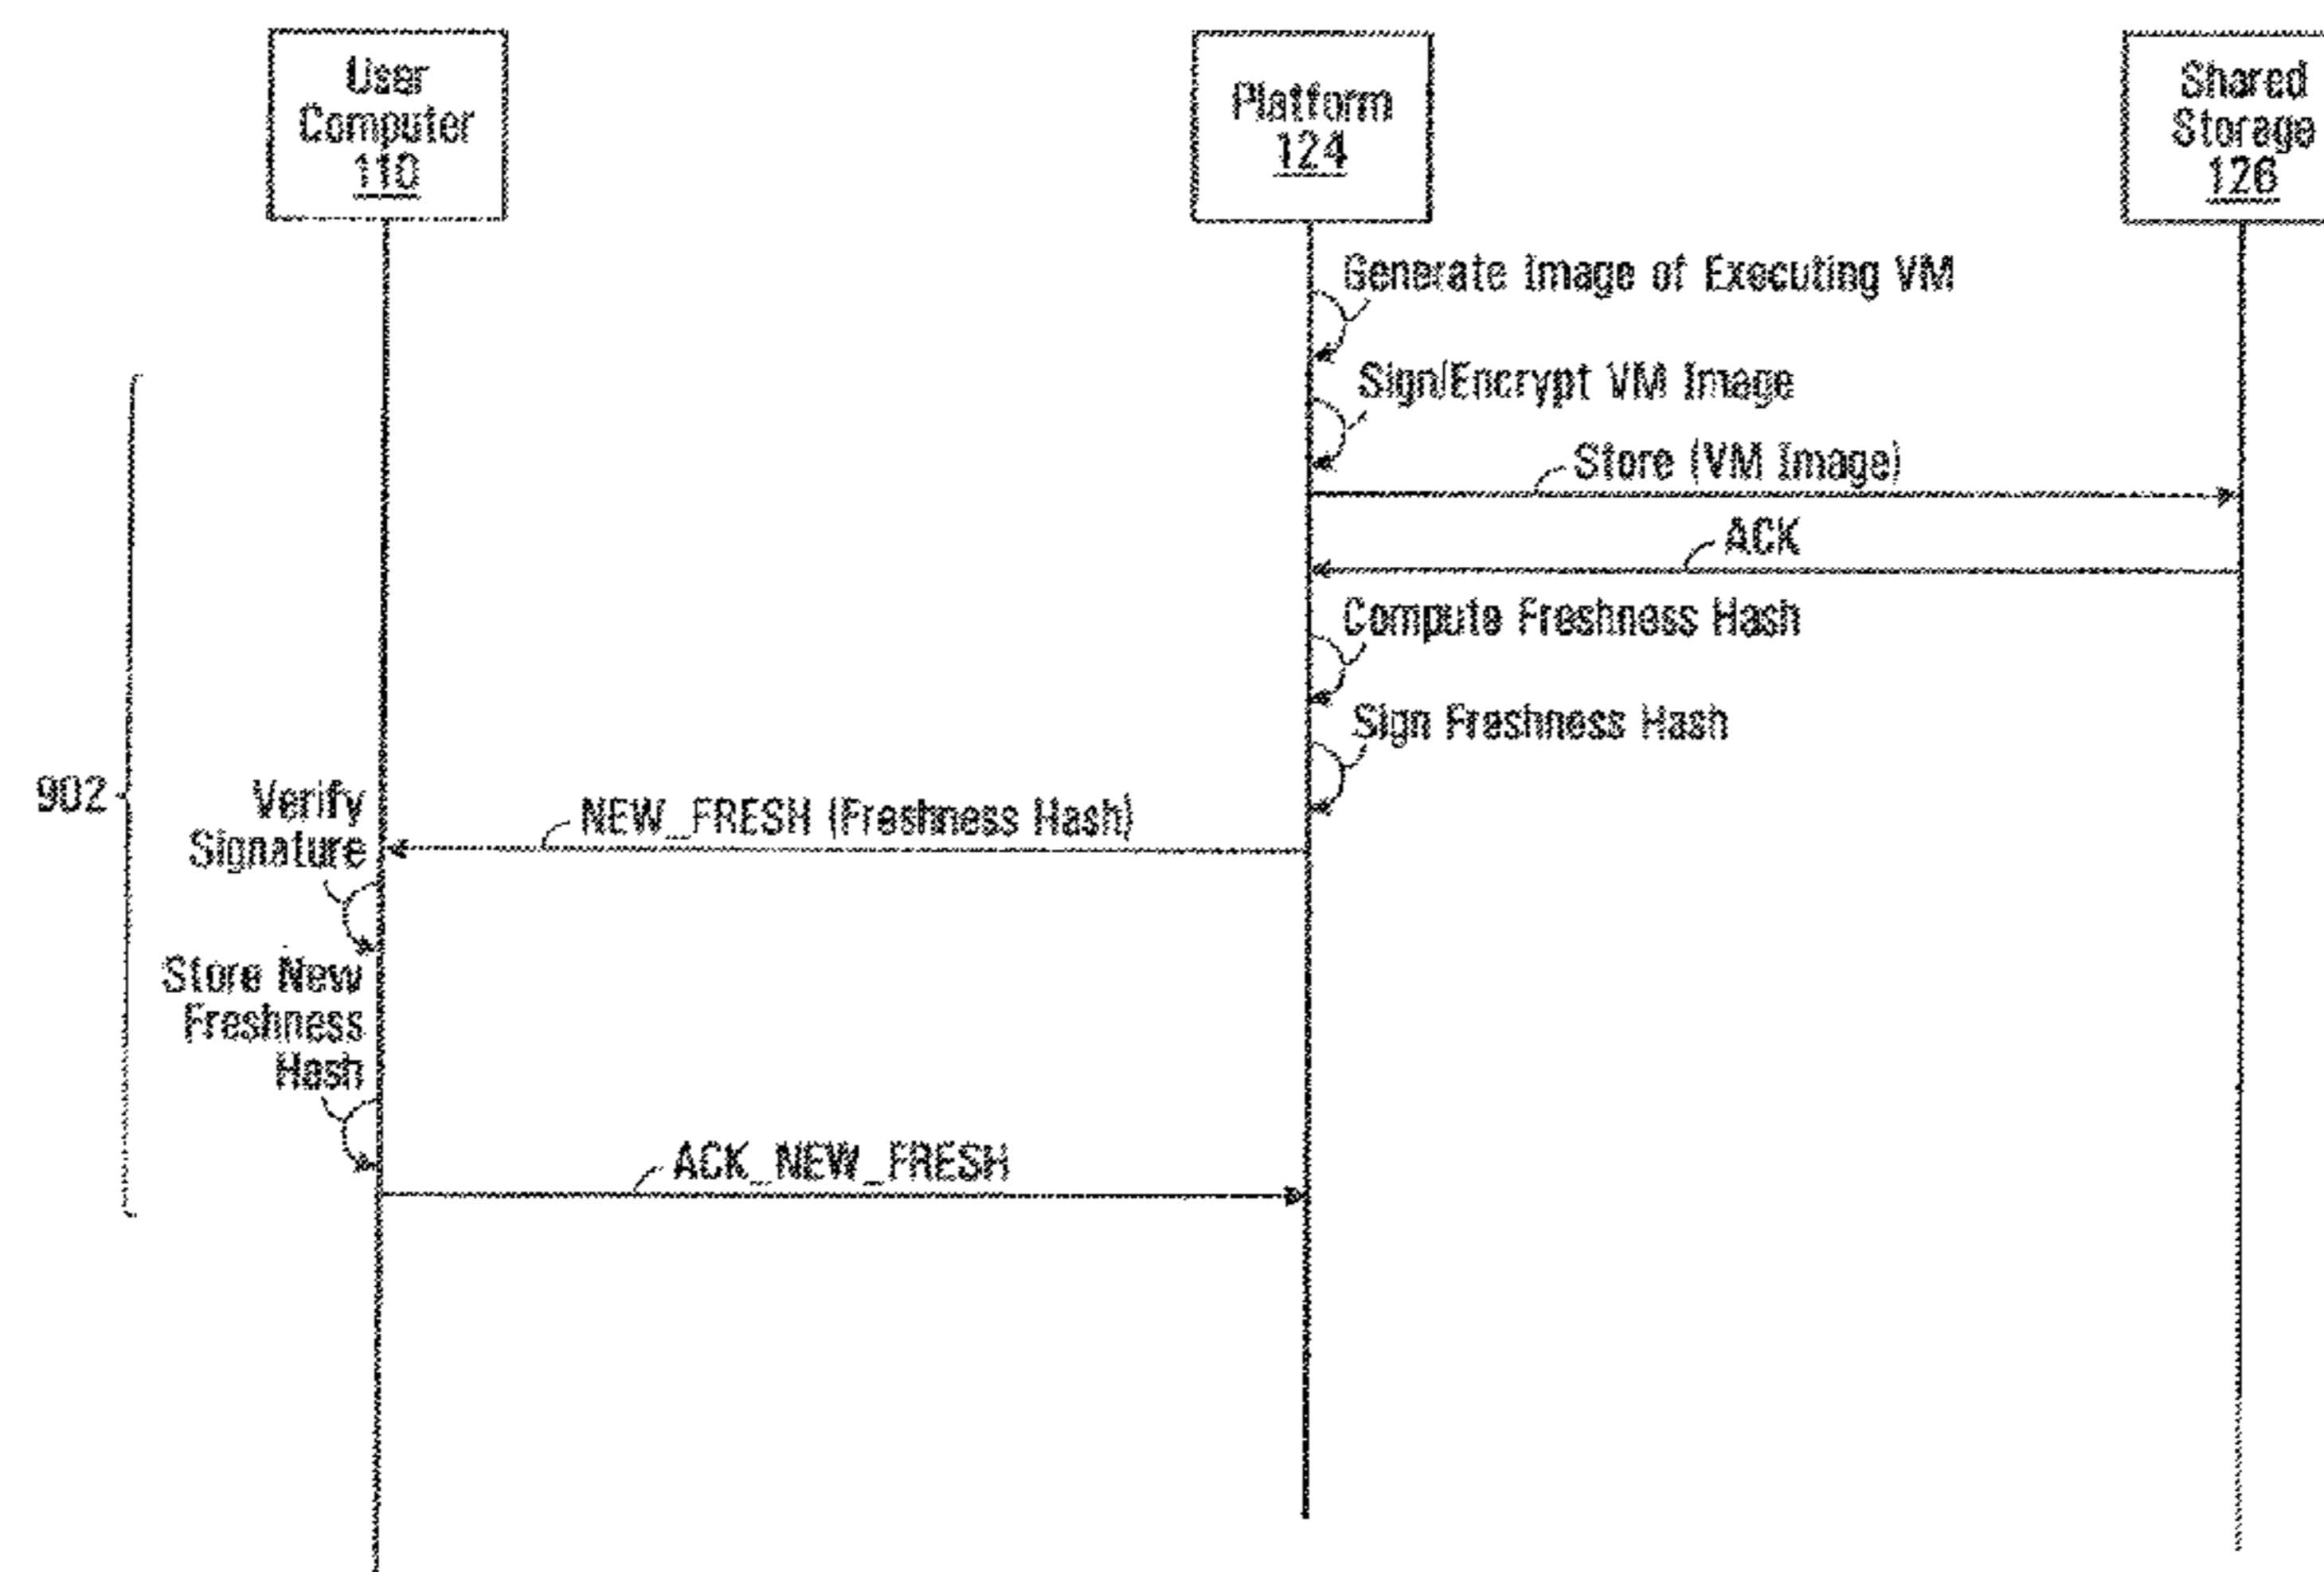 User
Computer
110
Platform
124
Shared
Storage
126
Generate Image of Executing VM
Sign/Encrypt VM Image
Store (VM Image)
ACK
Compute Freshness Hash
Sign Freshness Hash
902
Verify
Signature
NEW_FRESH (Freshness Hash)
Store New
Freshness
Hash
ACK_NEW_FRESH